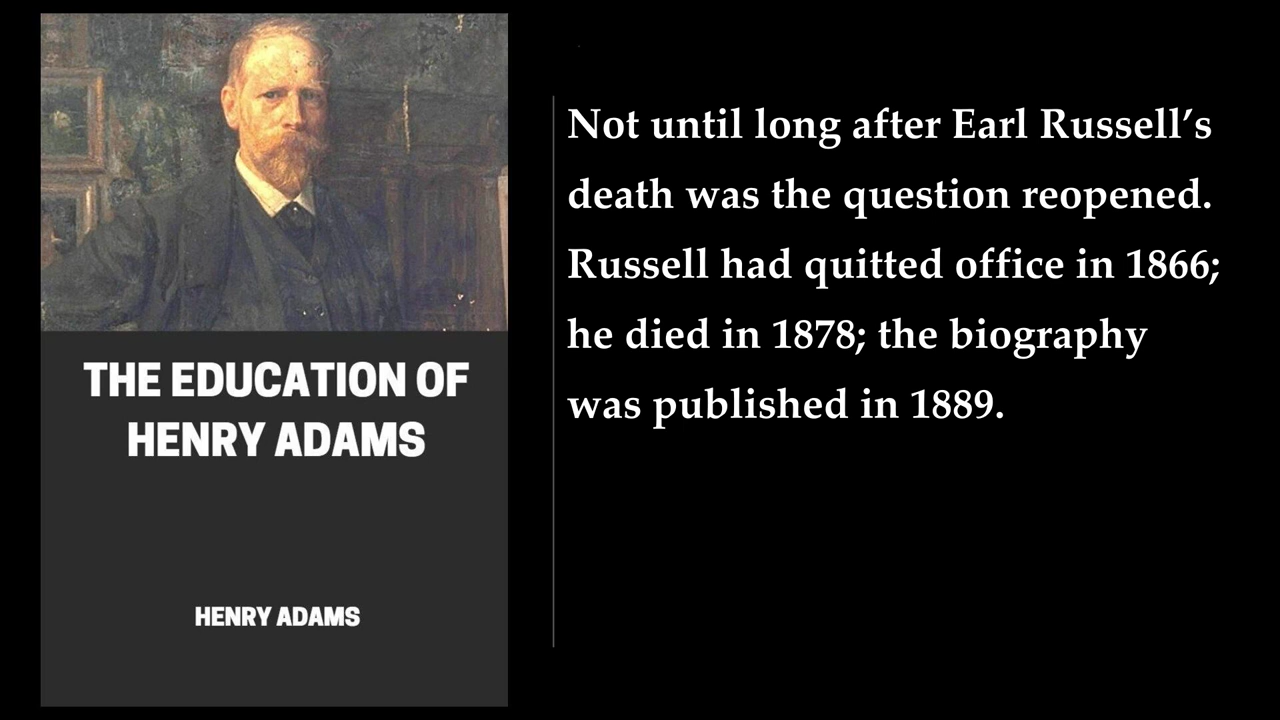 THE EDUCATION OF
HENRY ADAMS
HENRY ADAMS
Not until long after Earl Russell’s
death was the question reopened.
Russell had quitted office in 1866;
he died in 1878; the biography
was published in 1889.